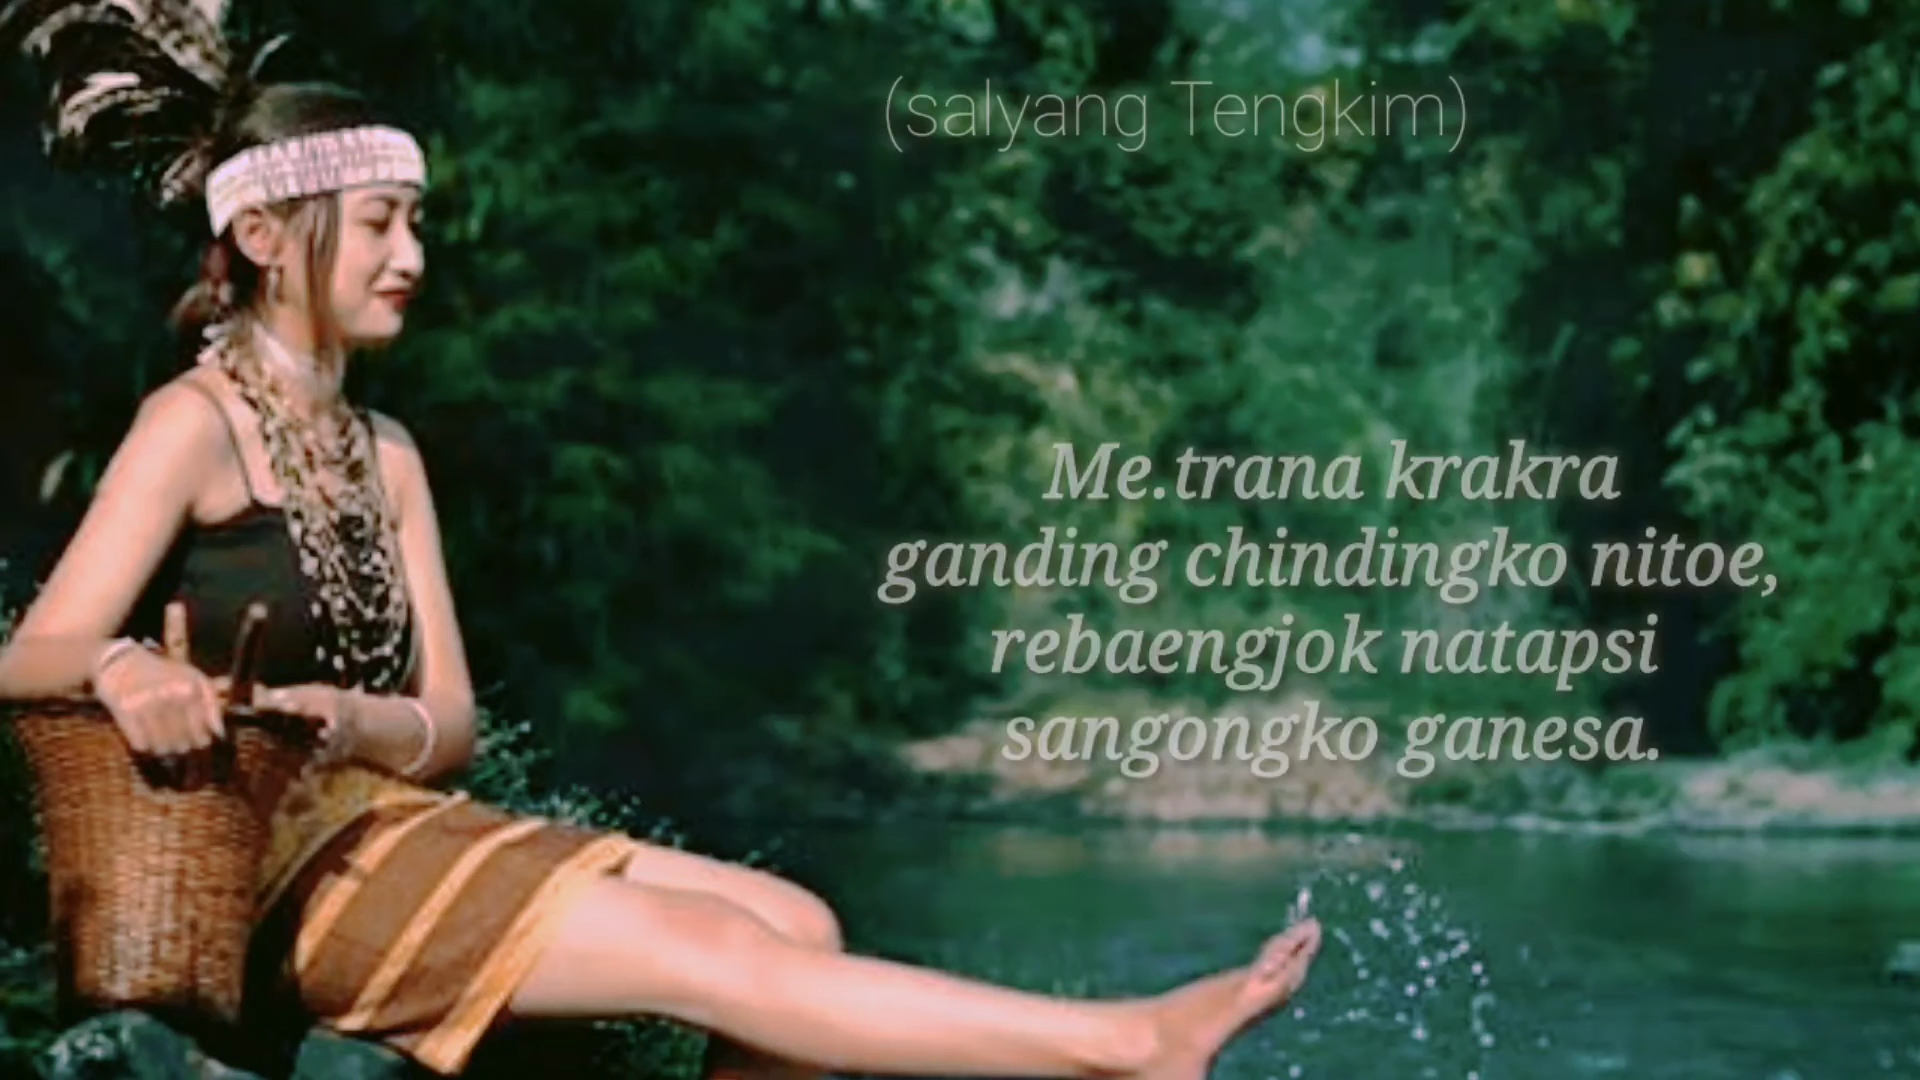 (salyang Tengkim)
Me.trana krakra
ganding chindingko nitoe,
rebaengjok natapsi
sangongko ganesa.